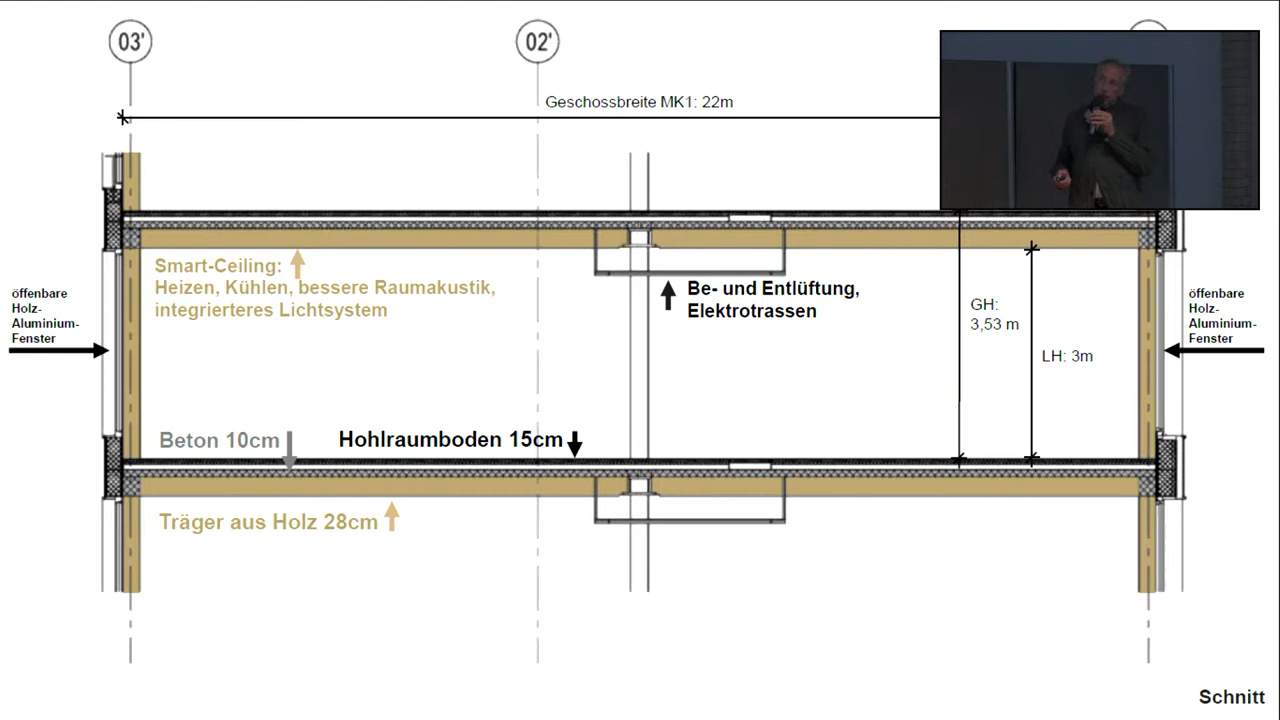 03'
02'
Geschossbreite MK1: 22m
Smart-Ceiling:
Heizen, Kühlen, bessere Raumakustik,
integrierteres Lichtsystem
Be- und Entlüftung,
Elektrotrassen
öffenbare
Holz-
Aluminium-
Fenster
GH:
3,53 m
LH: 3m
öffenbare
Holz-
Aluminium-
Fenster
Beton 10cm
Hohlraumboden 15cm
Träger aus Holz 28cm
Schnitt